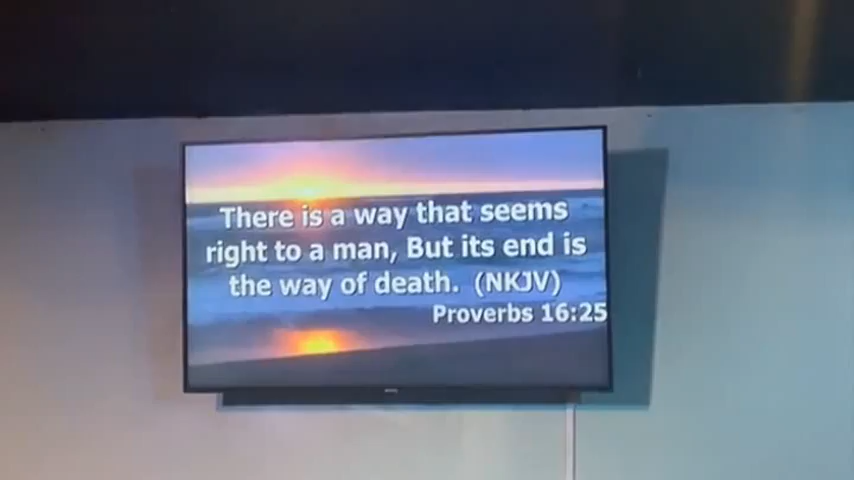 There is a way that seems
right to a man, But its end is
the way of death. (NKJV)
Proverbs 16:25